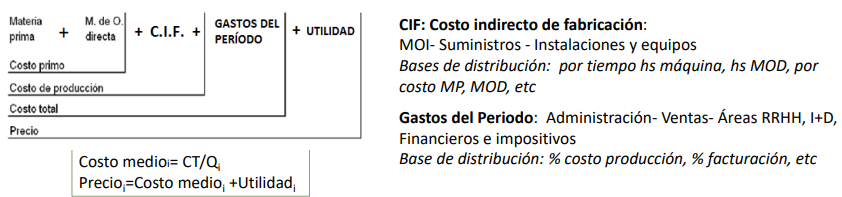 Materia prima + M. de O. directa + C.I.F. + GASTOS DEL PERÍODO + UTILIDAD
Costo primo
Costo de producción
Costo total
Precio
Costo medioᵢ= CT/Qᵢ
Precioᵢ=Costo medioᵢ +Utilidadᵢ
CIF: Costo indirecto de fabricación:
MOI- Suministros - Instalaciones y equipos
Bases de distribución: por tiempo hs máquina, hs MOD, por
costo MP, MOD, etc
Gastos del Periodo: Administración- Ventas- Áreas RRHH, I+D,
Financieros e impositivos
Base de distribución: % costo producción, % facturación, etc